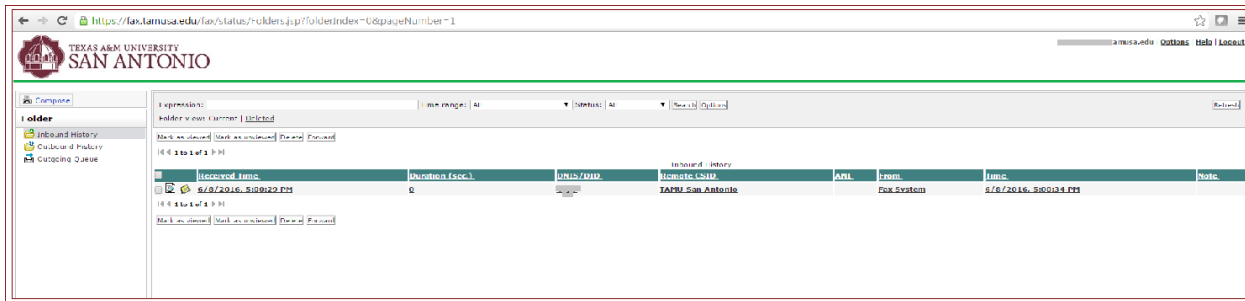 https://fax.tamusa.edu/fax/status/Folders.jsp?folderIndex=0&pageNumber=1
TEXAS A&M UNIVERSITY
SAN ANTONIO
amusa.edu Options Help | Logout
Compose
Folder
Inbound History
Outbound History
Outgoing Queue
Expression: Time range: All Status: All Search Options Refresh
Folder view: Current | Deleted
Mark as viewed Mark as unviewed Delete Forward
1 to 1 of 1
Inbound History
Received Time Duration (sec.) DNIS/DID Remote CSID ANI From Time Note
6/8/2016, 5:00:29 PM 0 TAMU San Antonio Fax System 6/8/2016, 5:00:34 PM
1 to 1 of 1
Mark as viewed Mark as unviewed Delete Forward